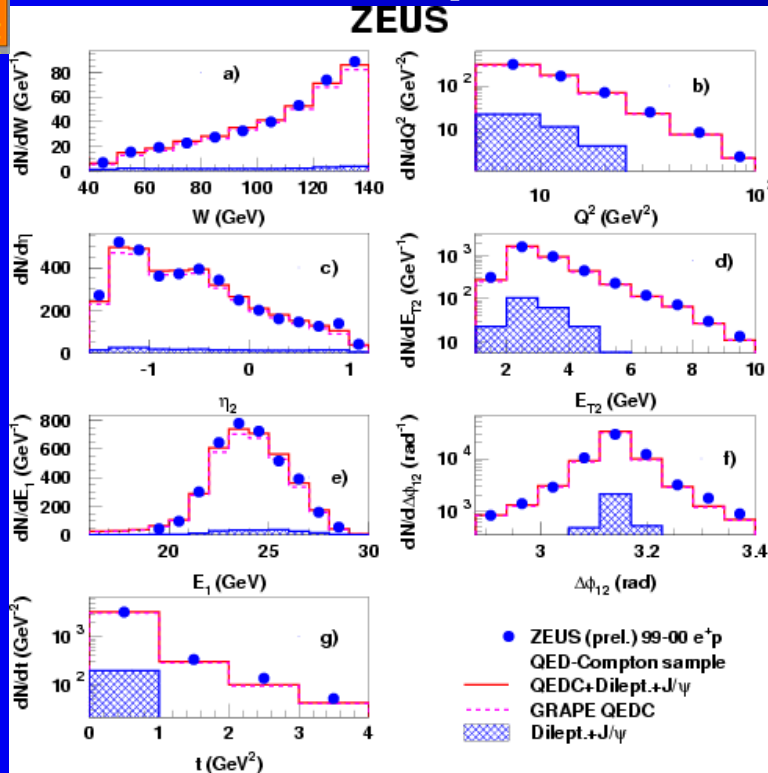 ZEUS
dN/dW (GeV⁻¹)
a)
80
60
40
20
0
40 60 80 100 120 140
W (GeV)
dN/dQ² (GeV⁻²)
b)
10²
10
10
W (GeV)
Q² (GeV²)
dN/dη
c)
400
200
0
-1 0 1
η₂
dN/dE_T2 (GeV⁻¹)
d)
10³
10²
10
2 4 6 8 10
E_T2 (GeV)
dN/dE₁ (GeV⁻¹)
e)
800
600
400
200
0
20 25 30
E₁ (GeV)
dN/dΔϕ₁₂ (rad⁻¹)
f)
10⁴
10³
3 3.2 3.4
Δϕ₁₂ (rad)
dN/dt (GeV⁻²)
g)
10³
10²
0 1 2 3 4
t (GeV²)
ZEUS (prel.) 99-00 e⁺p
QED-Compton sample
QEDC+Dilept.+J/ψ
GRAPE QEDC
Dilept.+J/ψ